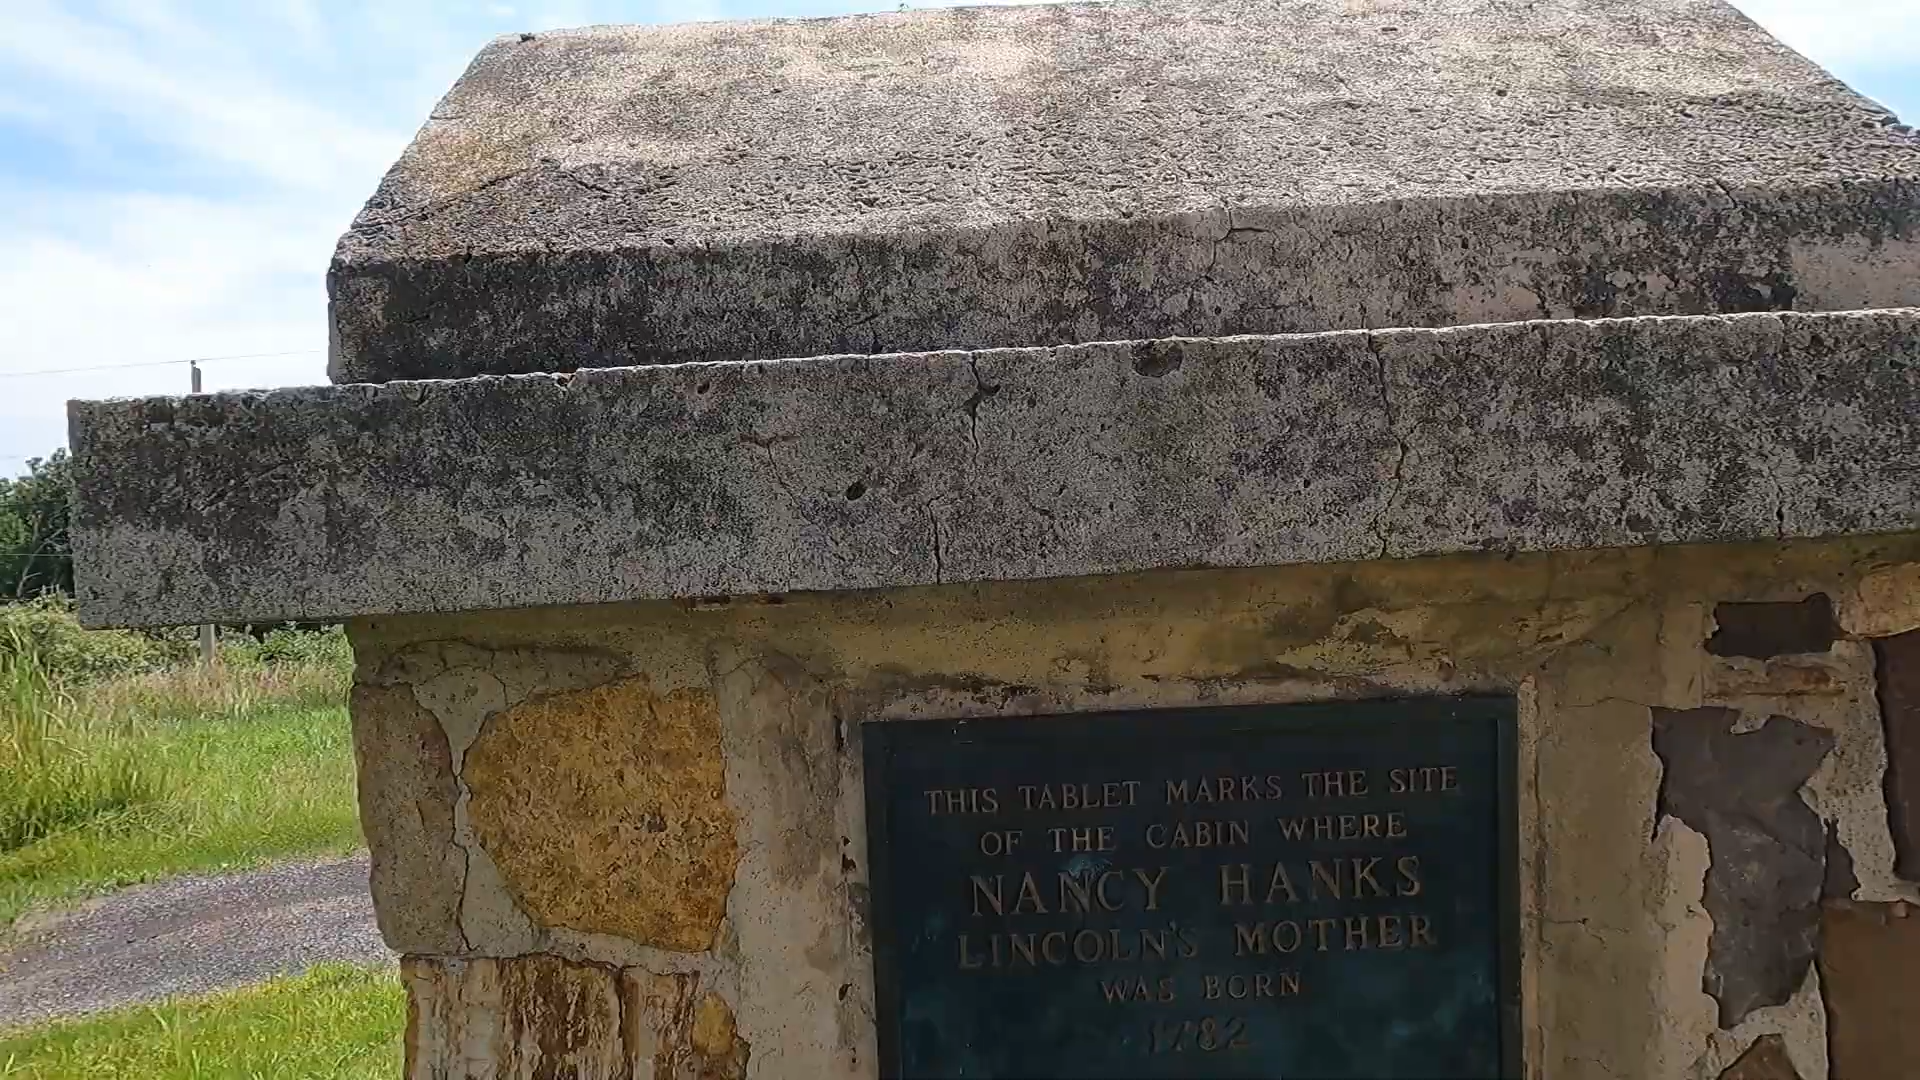 THIS TABLET MARKS THE SITE
OF THE CABIN WHERE
NANCY HANKS
LINCOLN'S MOTHER
WAS BORN
1782